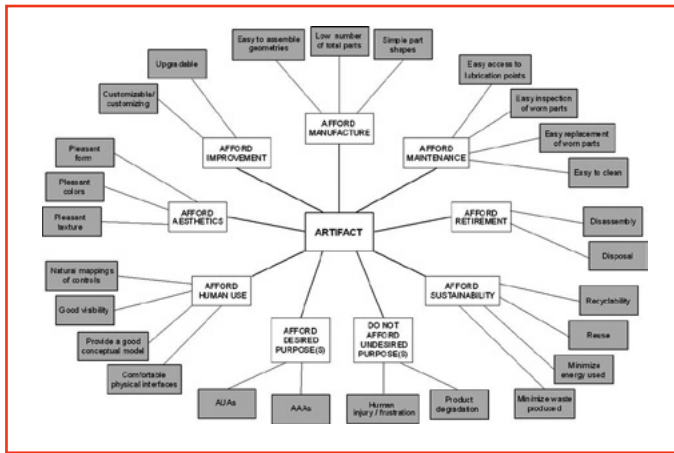 Easy to assemble
geometries
Low number
of total parts
Simple part
shapes
Upgradable
Customizable/
customizing
Easy access to
lubrication points
Easy inspection
of worn parts
Easy replacement
of worn parts
Easy to clean
AFFORD
MANUFACTURE
AFFORD
IMPROVEMENT
AFFORD
MAINTENANCE
Pleasant
form
Pleasant
colors
Pleasant
texture
AFFORD
AESTHETICS
ARTIFACT
AFFORD
RETIREMENT
Disassembly
Disposal
Natural mappings
of controls
Good visibility
Provide a good
conceptual model
Comfortable
physical interfaces
AFFORD
HUMAN USE
AFFORD
DESIRED
PURPOSE(S)
DO NOT
AFFORD
UNDESIRED
PURPOSE(S)
AFFORD
SUSTAINABILITY
Recyclability
Reuse
Minimize
energy used
Minimize waste
produced
AUAs
AAAs
Human
injury / frustration
Product
degradation